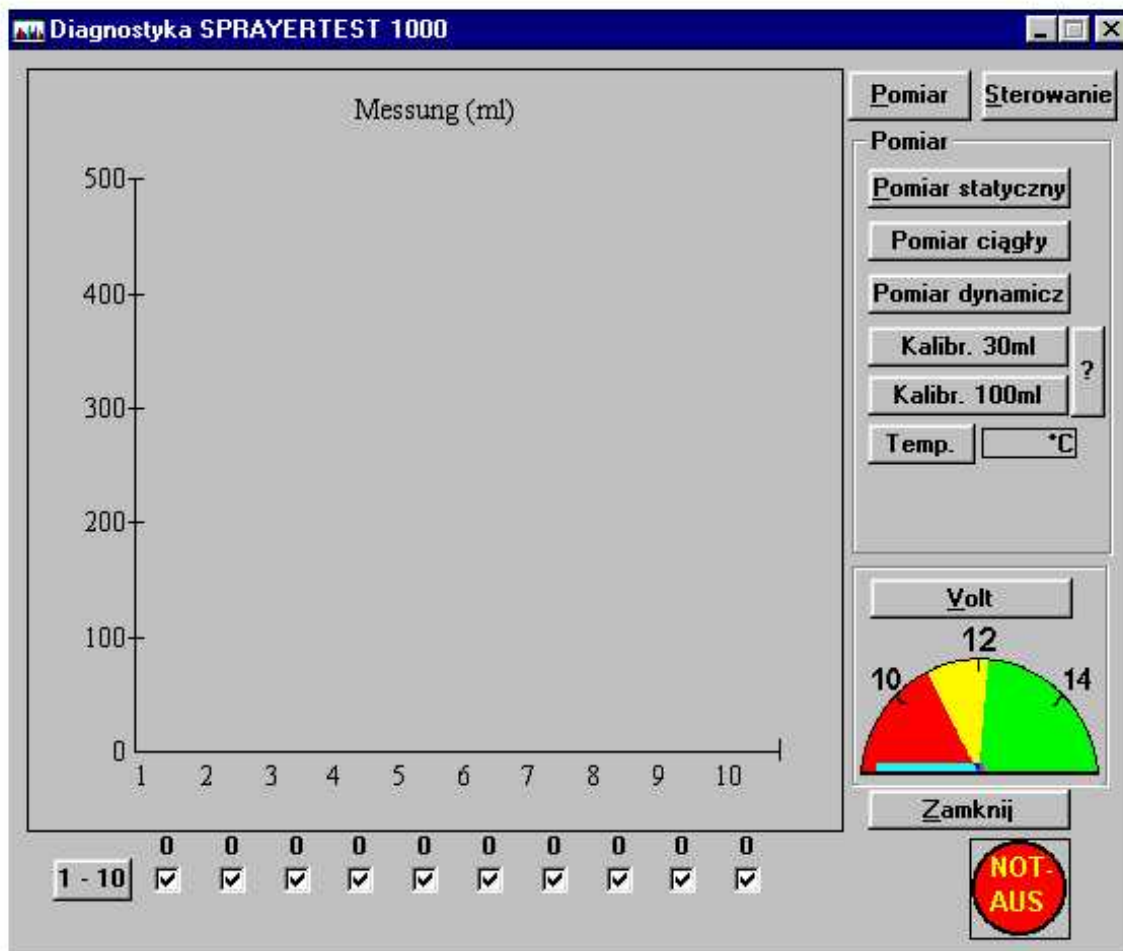 Diagnostyka SPRAYERTEST 1000
Messung (ml)
500
400
300
200
100
0
1 2 3 4 5 6 7 8 9 10
0 0 0 0 0 0 0 0 0 0
1 - 10
Pomiar Sterowanie
Pomiar
Pomiar statyczny
Pomiar ciągły
Pomiar dynamicz
Kalibr. 30ml
?
Kalibr. 100ml
Temp. °C
Volt
10 12 14
Zamknij
NOT-
AUS